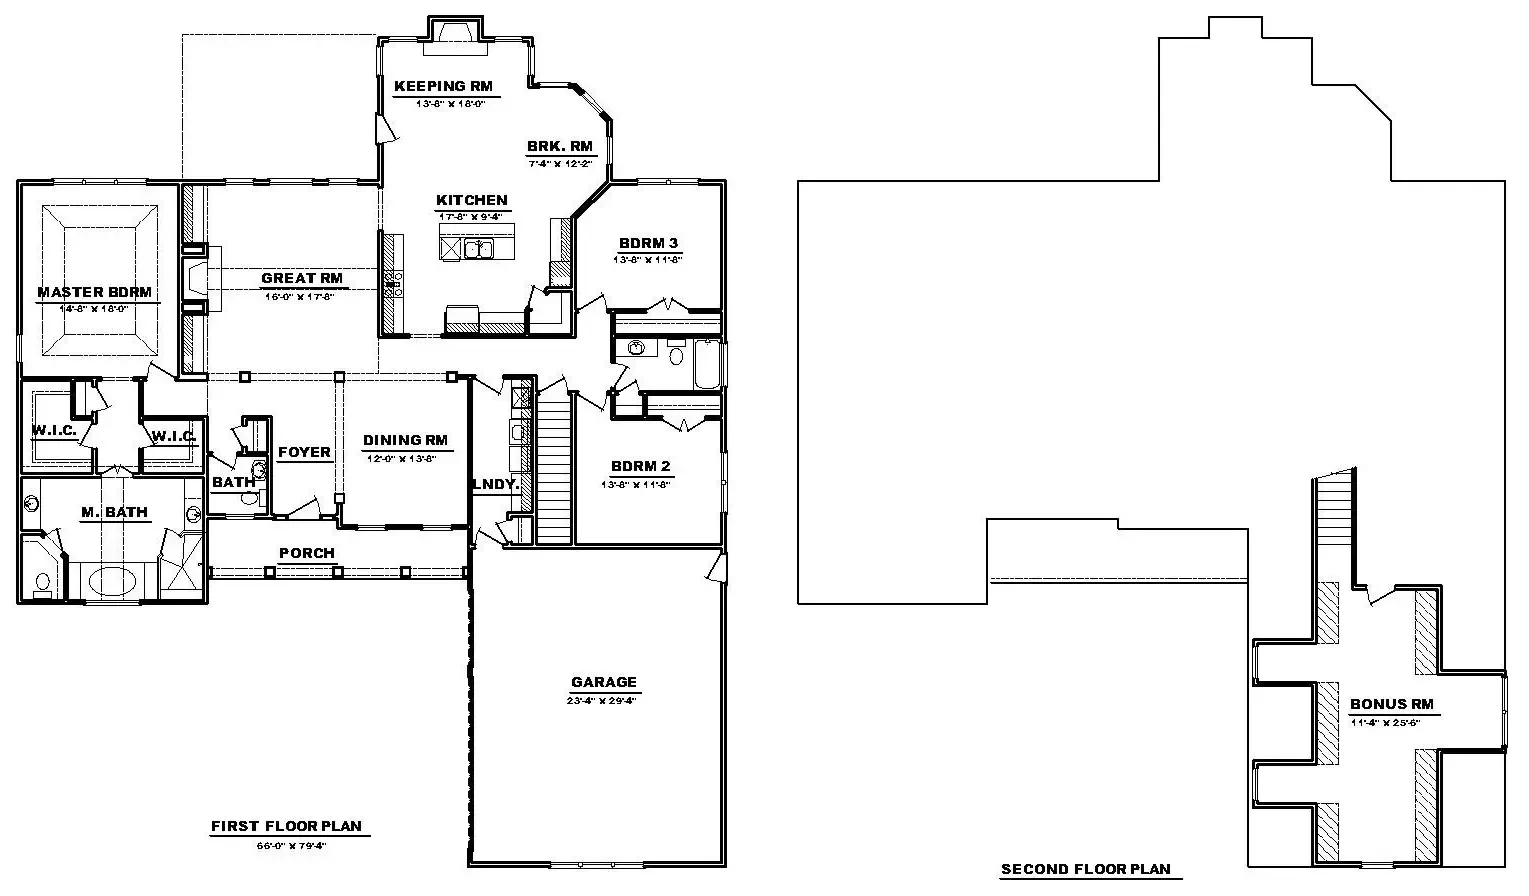 KEEPING RM
13'-8" X 18'-0"
BRK. RM
7'-4" X 12'-2"
KITCHEN
17'-8" X 9'-4"
BDRM 3
13'-8" X 11'-8"
GREAT RM
16'-0" X 17'-8"
MASTER BDRM
14'-8" X 18'-0"
W.I.C.
W.I.C.
FOYER
DINING RM
12'-0" X 13'-8"
BDRM 2
13'-8" X 11'-8"
BATH
LNDY.
M. BATH
PORCH
GARAGE
23'-4" X 29'-4"
FIRST FLOOR PLAN
66'-0" X 79'-4"
BONUS RM
11'-4" X 25'-6"
SECOND FLOOR PLAN